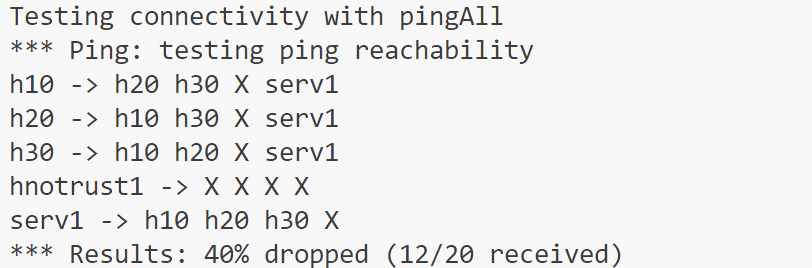 Testing connectivity with pingAll
*** Ping: testing ping reachability
h10 -> h20 h30 X serv1
h20 -> h10 h30 X serv1
h30 -> h10 h20 X serv1
hnotrust1 -> X X X X
serv1 -> h10 h20 h30 X
*** Results: 40% dropped (12/20 received)